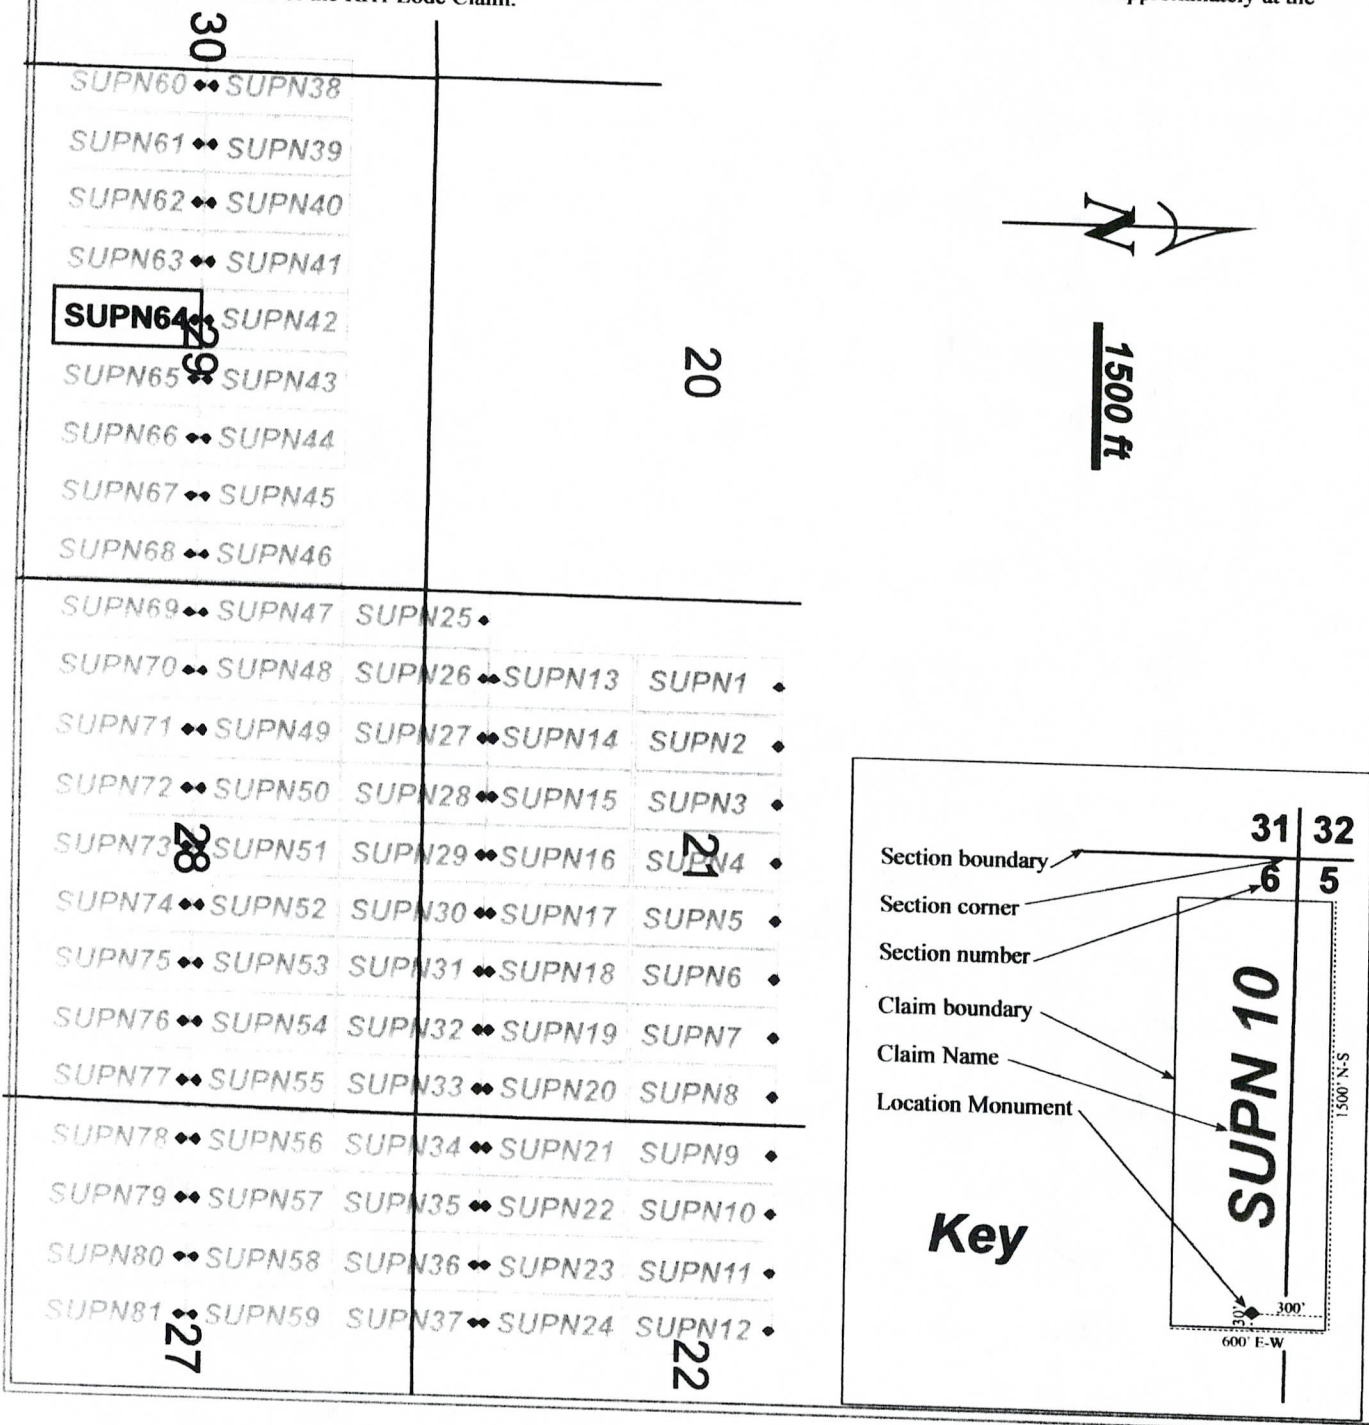 the
Lode Claim.
at the
30
SUPN60 SUPN38
SUPN61 SUPN39
SUPN62 SUPN40
SUPN63 SUPN41
SUPN64 SUPN42
29
SUPN65 SUPN43
SUPN66 SUPN44
SUPN67 SUPN45
SUPN68 SUPN46
20
N
1500 ft
SUPN69 SUPN47 SUPN25
SUPN70 SUPN48 SUPN26 SUPN13 SUPN1
SUPN71 SUPN49 SUPN27 SUPN14 SUPN2
SUPN72 SUPN50 SUPN28 SUPN15 SUPN3
SUPN73 SUPN51 SUPN29 SUPN16 SUPN4
28
21
SUPN74 SUPN52 SUPN30 SUPN17 SUPN5
SUPN75 SUPN53 SUPN31 SUPN18 SUPN6
SUPN76 SUPN54 SUPN32 SUPN19 SUPN7
SUPN77 SUPN55 SUPN33 SUPN20 SUPN8
SUPN78 SUPN56 SUPN34 SUPN21 SUPN9
SUPN79 SUPN57 SUPN35 SUPN22 SUPN10
SUPN80 SUPN58 SUPN36 SUPN23 SUPN11
SUPN81 SUPN59 SUPN37 SUPN24 SUPN12
27
22
31 32
6 5
Section boundary
Section corner
Section number
Claim boundary
Claim Name
Location Monument
SUPN 10
1500' N-S
30'
300'
600' E-W
Key